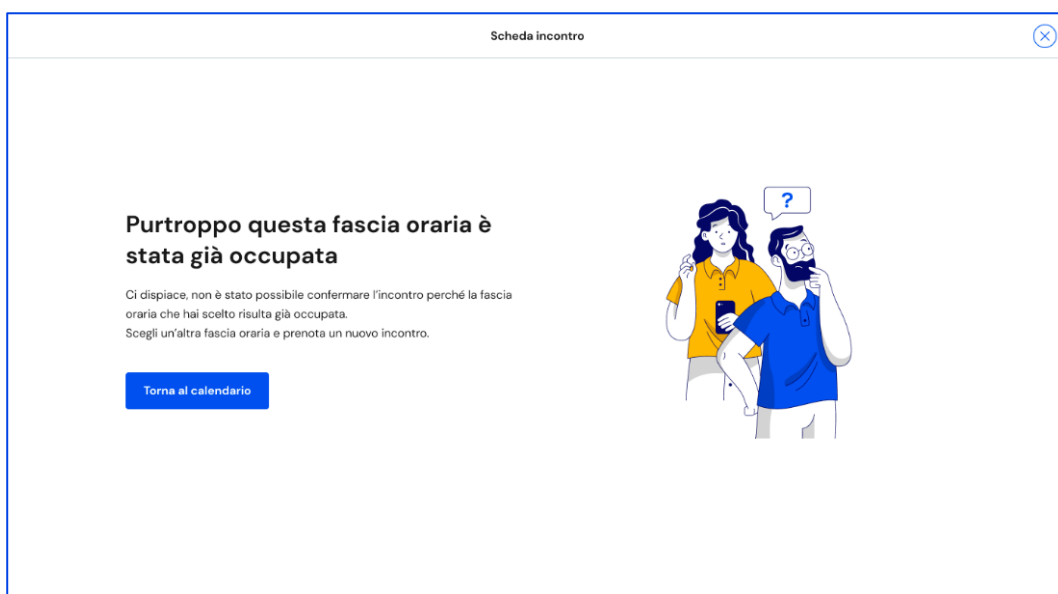 Scheda incontro
?
Purtroppo questa fascia oraria è
stata già occupata
Ci dispiace, non è stato possibile confermare l'incontro perché la fascia
oraria che hai scelto risulta già occupata.
Scegli un'altra fascia oraria e prenota un nuovo incontro.
Torna al calendario